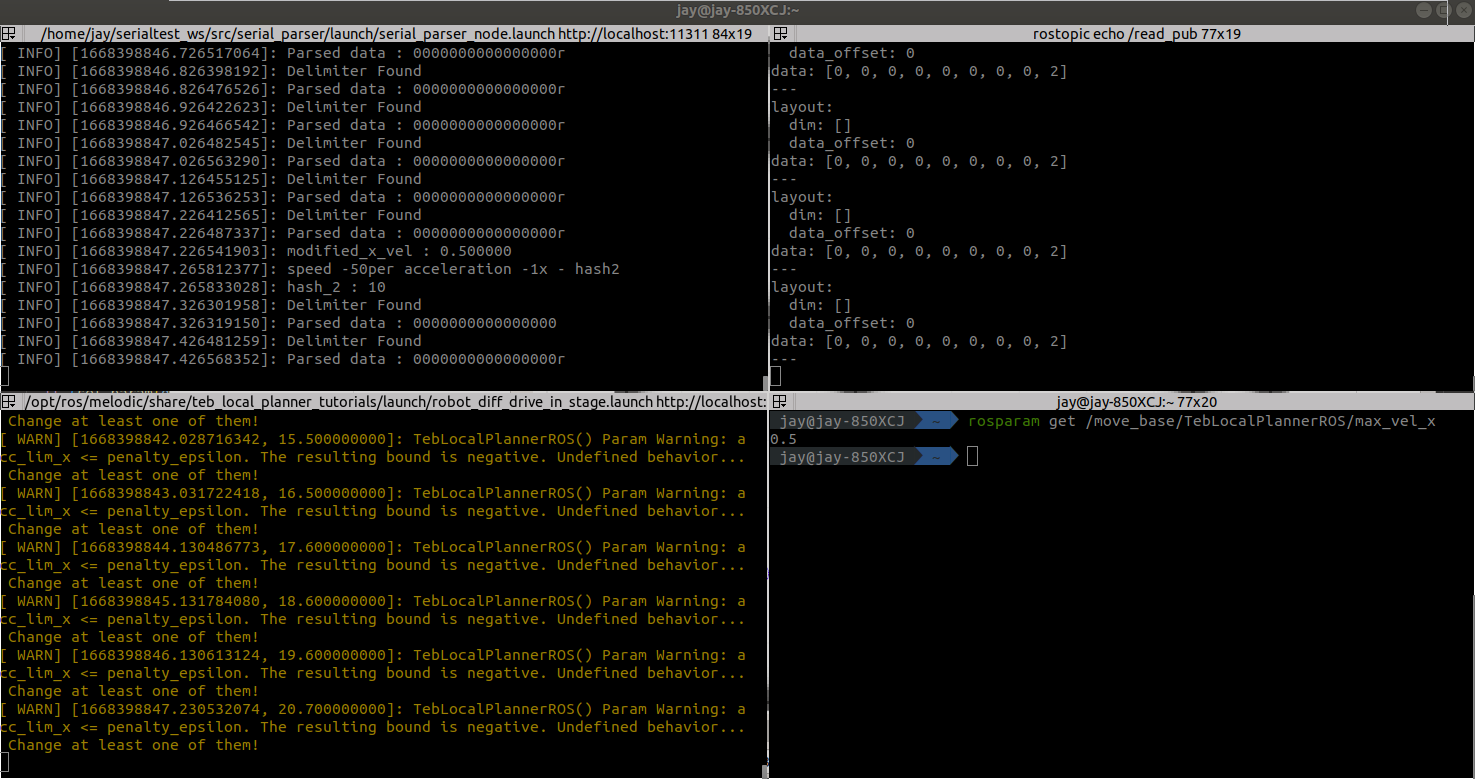 jay@jay-850XCJ:~
/home/jay/serialtest_ws/src/serial_parser/launch/serial_parser_node.launch http://localhost:11311 84x19
[ INFO] [1668398846.726517064]: Parsed data : 0000000000000000r
[ INFO] [1668398846.826398192]: Delimiter Found
[ INFO] [1668398846.826476526]: Parsed data : 0000000000000000r
[ INFO] [1668398846.926422623]: Delimiter Found
[ INFO] [1668398846.926466542]: Parsed data : 0000000000000000r
[ INFO] [1668398847.026482545]: Delimiter Found
[ INFO] [1668398847.026563290]: Parsed data : 0000000000000000r
[ INFO] [1668398847.126455125]: Delimiter Found
[ INFO] [1668398847.126536253]: Parsed data : 0000000000000000r
[ INFO] [1668398847.226412565]: Delimiter Found
[ INFO] [1668398847.226487337]: Parsed data : 0000000000000000r
[ INFO] [1668398847.226541903]: modified_x_vel : 0.500000
[ INFO] [1668398847.265812377]: speed -50per acceleration -1x - hash2
[ INFO] [1668398847.265833028]: hash_2 : 10
[ INFO] [1668398847.326301958]: Delimiter Found
[ INFO] [1668398847.326319150]: Parsed data : 0000000000000000
[ INFO] [1668398847.426481259]: Delimiter Found
[ INFO] [1668398847.426568352]: Parsed data : 0000000000000000r
rostopic echo /read_pub 77x19
data_offset: 0
data: [0, 0, 0, 0, 0, 0, 0, 0, 2]
---
layout:
dim: []
data_offset: 0
data: [0, 0, 0, 0, 0, 0, 0, 0, 2]
---
layout:
dim: []
data_offset: 0
data: [0, 0, 0, 0, 0, 0, 0, 0, 2]
---
layout:
dim: []
data_offset: 0
data: [0, 0, 0, 0, 0, 0, 0, 0, 2]
---
/opt/ros/melodic/share/teb_local_planner_tutorials/launch/robot_diff_drive_in_stage.launch http://localhost:
Change at least one of them!
[ WARN] [1668398842.028716342, 15.500000000]: TebLocalPlannerROS() Param Warning: a
cc_lim_x <= penalty_epsilon. The resulting bound is negative. Undefined behavior...
Change at least one of them!
[ WARN] [1668398843.031722418, 16.500000000]: TebLocalPlannerROS() Param Warning: a
cc_lim_x <= penalty_epsilon. The resulting bound is negative. Undefined behavior...
Change at least one of them!
[ WARN] [1668398844.130486773, 17.600000000]: TebLocalPlannerROS() Param Warning: a
cc_lim_x <= penalty_epsilon. The resulting bound is negative. Undefined behavior...
Change at least one of them!
[ WARN] [1668398845.131784080, 18.600000000]: TebLocalPlannerROS() Param Warning: a
cc_lim_x <= penalty_epsilon. The resulting bound is negative. Undefined behavior...
Change at least one of them!
[ WARN] [1668398846.130613124, 19.600000000]: TebLocalPlannerROS() Param Warning: a
cc_lim_x <= penalty_epsilon. The resulting bound is negative. Undefined behavior...
Change at least one of them!
[ WARN] [1668398847.230532074, 20.700000000]: TebLocalPlannerROS() Param Warning: a
cc_lim_x <= penalty_epsilon. The resulting bound is negative. Undefined behavior...
Change at least one of them!
jay@jay-850XCJ:~ 77x20
jay@jay-850XCJ ~ rosparam get /move_base/TebLocalPlannerROS/max_vel_x
0.5
jay@jay-850XCJ ~